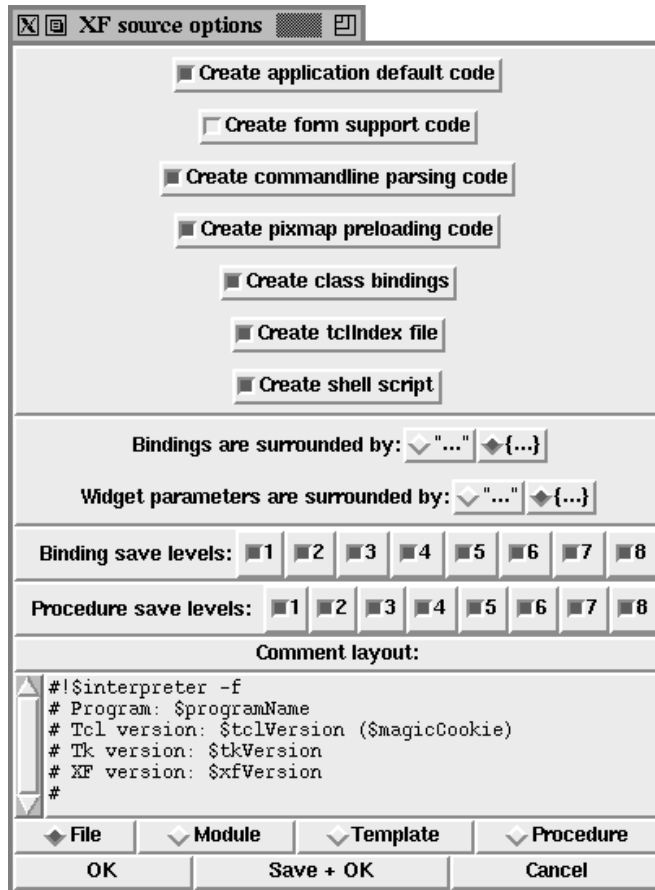 XF source options
Create application default code
Create form support code
Create commandline parsing code
Create pixmap preloading code
Create class bindings
Create tclIndex file
Create shell script
Bindings are surrounded by: "..." {...}
Widget parameters are surrounded by: "..." {...}
Binding save levels: 1 2 3 4 5 6 7 8
Procedure save levels: 1 2 3 4 5 6 7 8
Comment layout:
#!$interpreter -f
# Program: $programName
# Tcl version: $tclVersion ($magicCookie)
# Tk version: $tkVersion
# XF version: $xfVersion
#
File Module Template Procedure
OK Save + OK Cancel